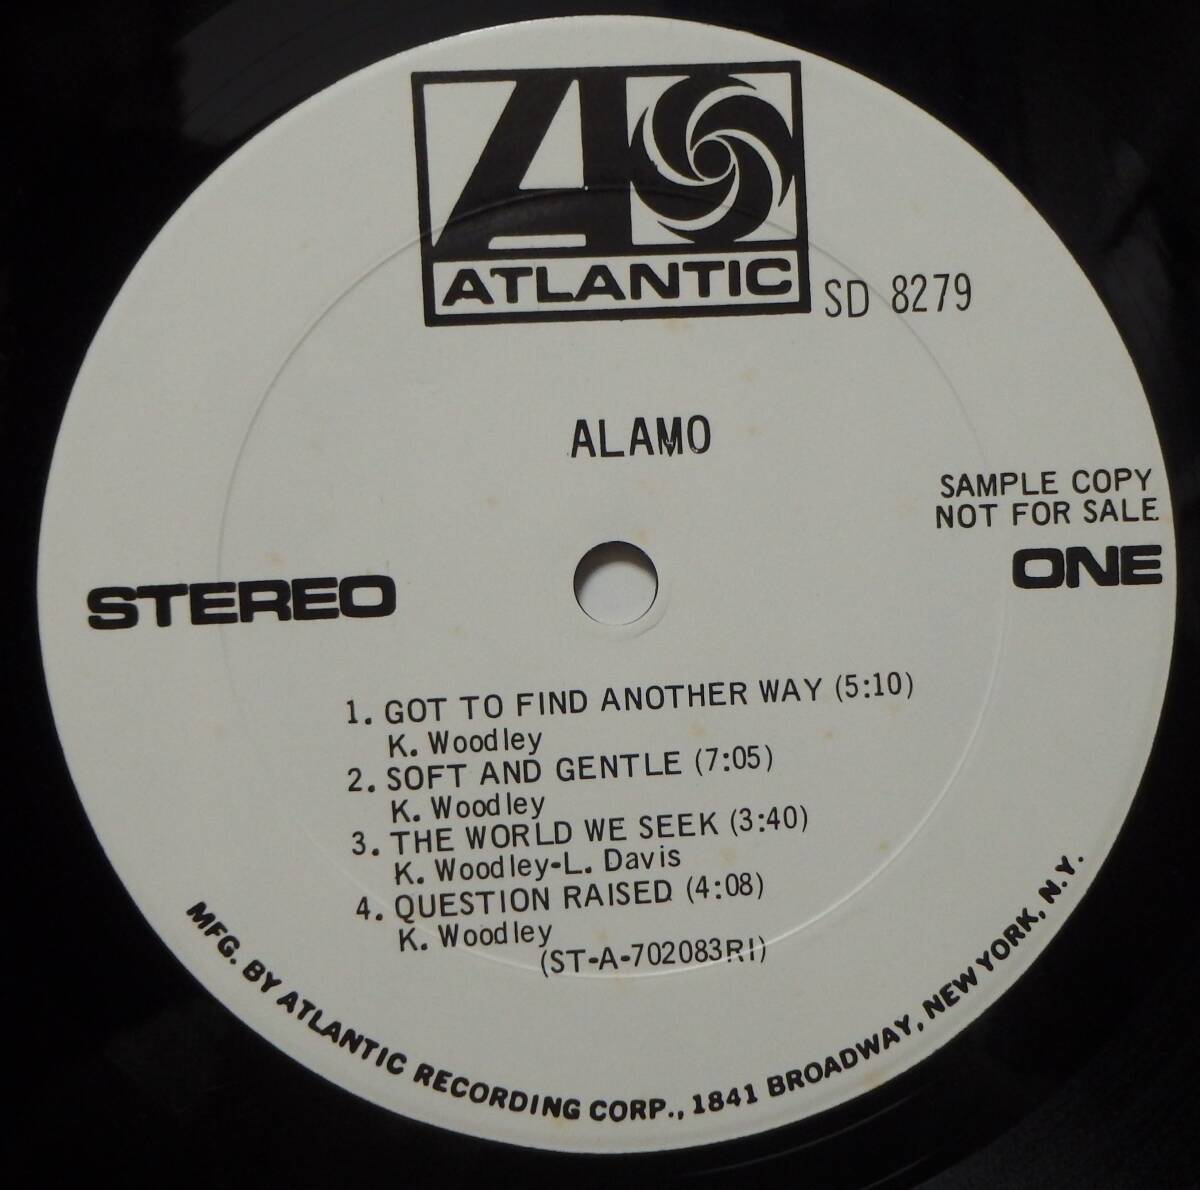 ATLANTIC
SD 8279
ALAMO
SAMPLE COPY
NOT FOR SALE
STEREO
ONE
1. GOT TO FIND ANOTHER WAY (5:10)
K. Woodley
2. SOFT AND GENTLE (7:05)
K. Woodley
3. THE WORLD WE SEEK (3:40)
K. Woodley-L. Davis
4. QUESTION RAISED (4:08)
K. Woodley
(ST-A-702083RI)
MFG. BY ATLANTIC RECORDING CORP., 1841 BROADWAY, NEW YORK, N.Y.